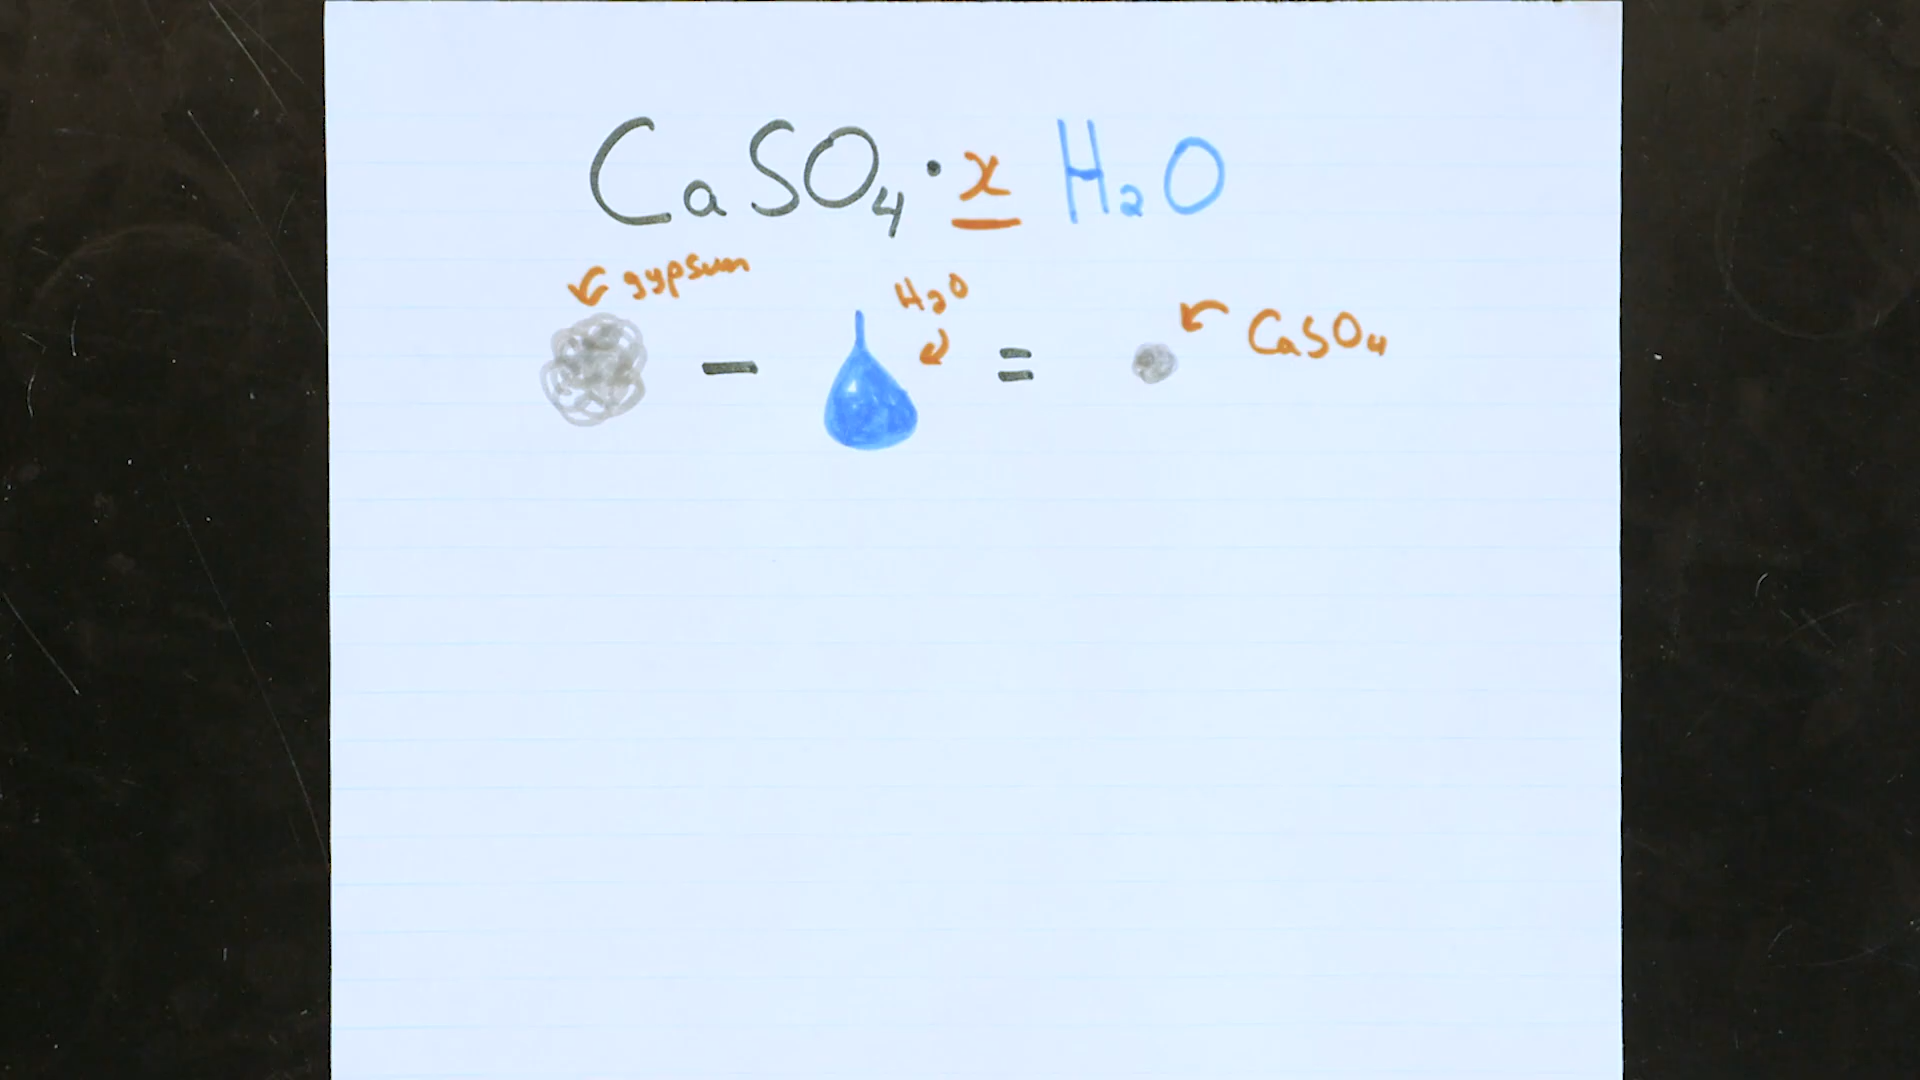 CaSO₄ · x H₂O
gypsum
H₂O
CaSO₄
− =